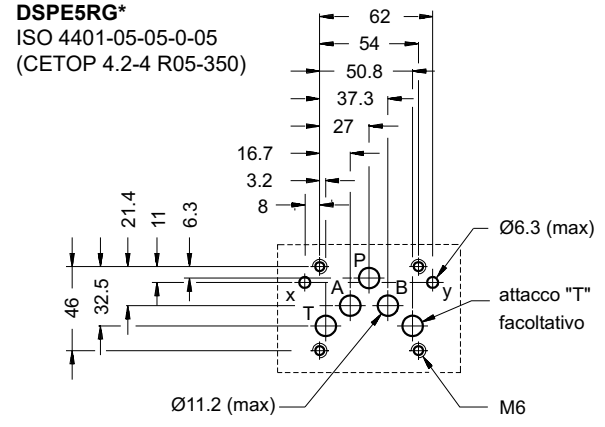 DSPE5RG*
ISO 4401-05-05-0-05
(CETOP 4.2-4 R05-350)
62
54
50.8
37.3
27
16.7
3.2
8
21.4
11
6.3
46
32.5
Ø6.3 (max)
P
x
A
B
y
T
attacco "T"
facoltativo
Ø11.2 (max)
M6